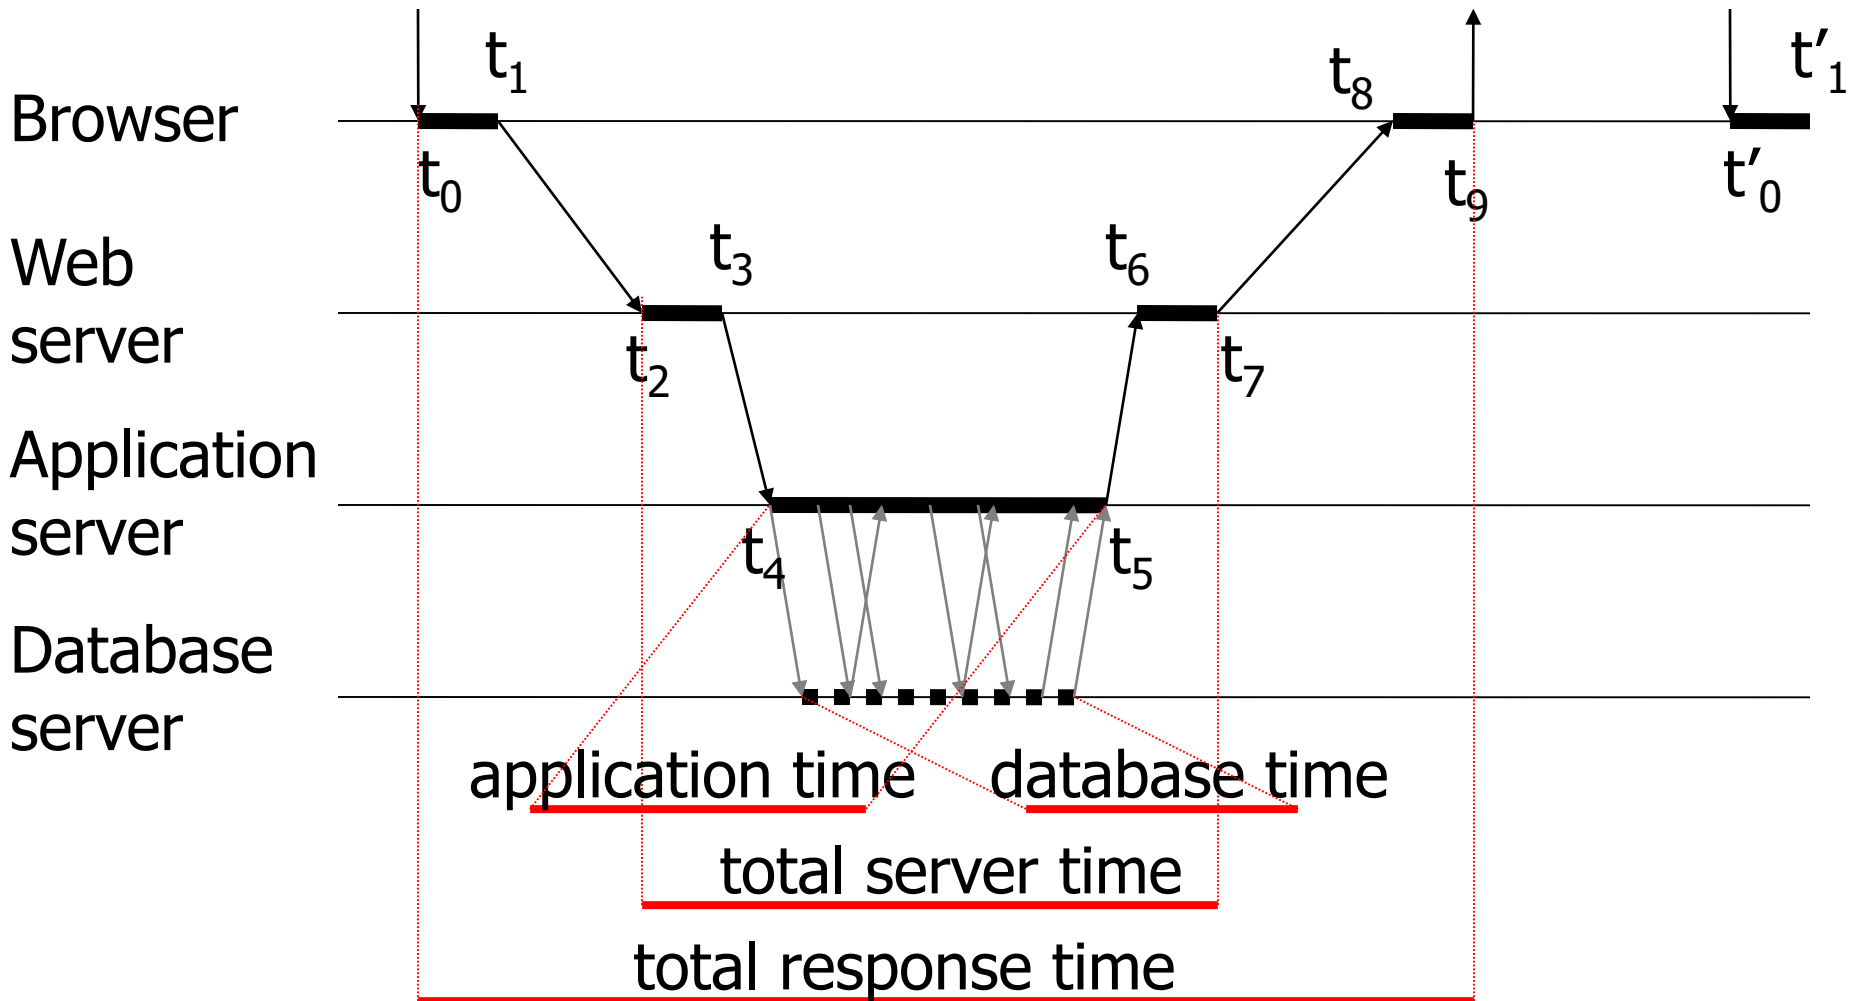 t₁
t₈
t′₁
Browser
t₀
t₉
t′₀
Web
server
t₃
t₆
t₂
t₇
Application
server
t₄
t₅
Database
server
application time
database time
total server time
total response time